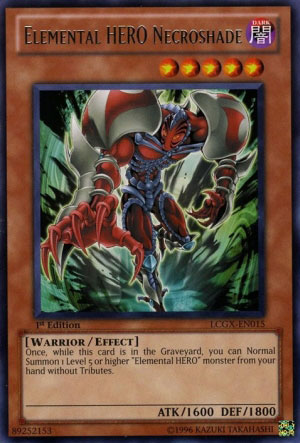 ELEMENTAL HERO NECROSHADE
DARK
闇
1st Edition
LCGX-EN015
[WARRIOR / EFFECT]
Once, while this card is in the Graveyard, you can Normal
Summon 1 Level 5 or higher "Elemental HERO" monster from your
hand without Tributes.
ATK/1600 DEF/800
89252153
©1996 KAZUKI TAKAHASHI